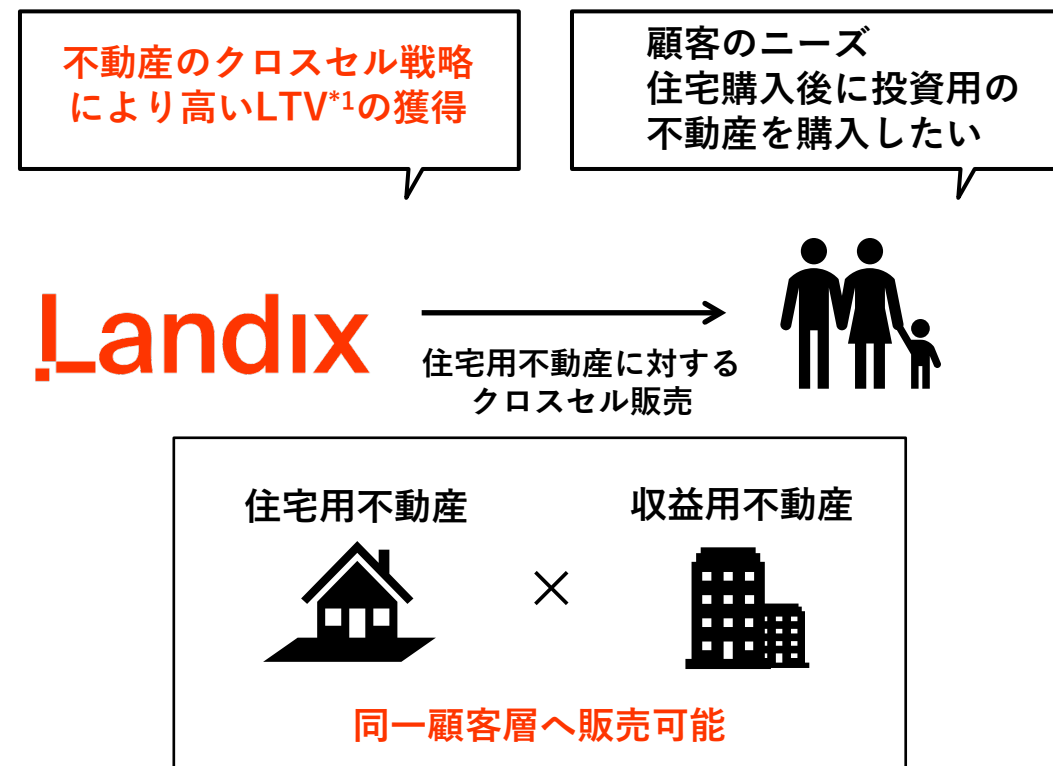 不動産のクロスセル戦略
により高いLTV*1の獲得
顧客のニーズ
住宅購入後に投資用の
不動産を購入したい
Landix
住宅用不動産に対する
クロスセル販売
住宅用不動産
収益用不動産
×
同一顧客層へ販売可能